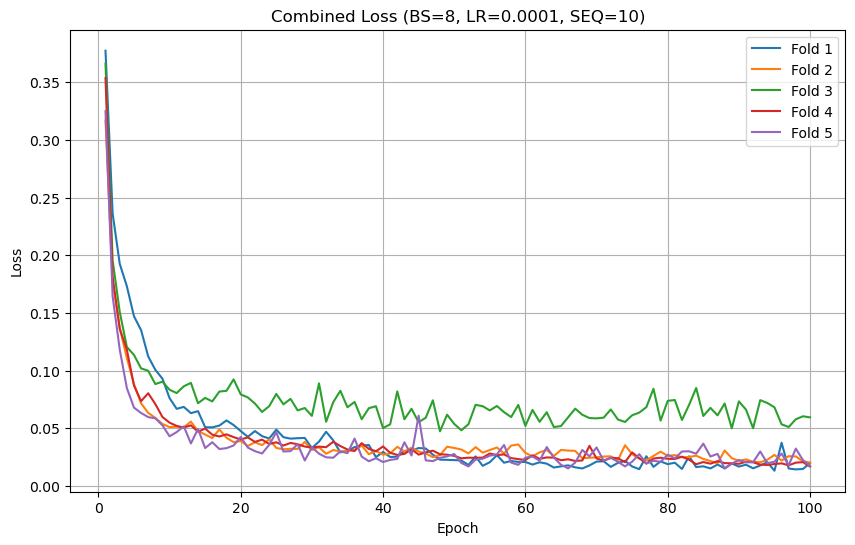 Combined Loss (BS=8, LR=0.0001, SEQ=10)
Fold 1
Fold 2
Fold 3
Fold 4
Fold 5
Loss
0.35
0.30
0.25
0.20
0.15
0.10
0.05
0.00
0
20
40
60
80
100
Epoch